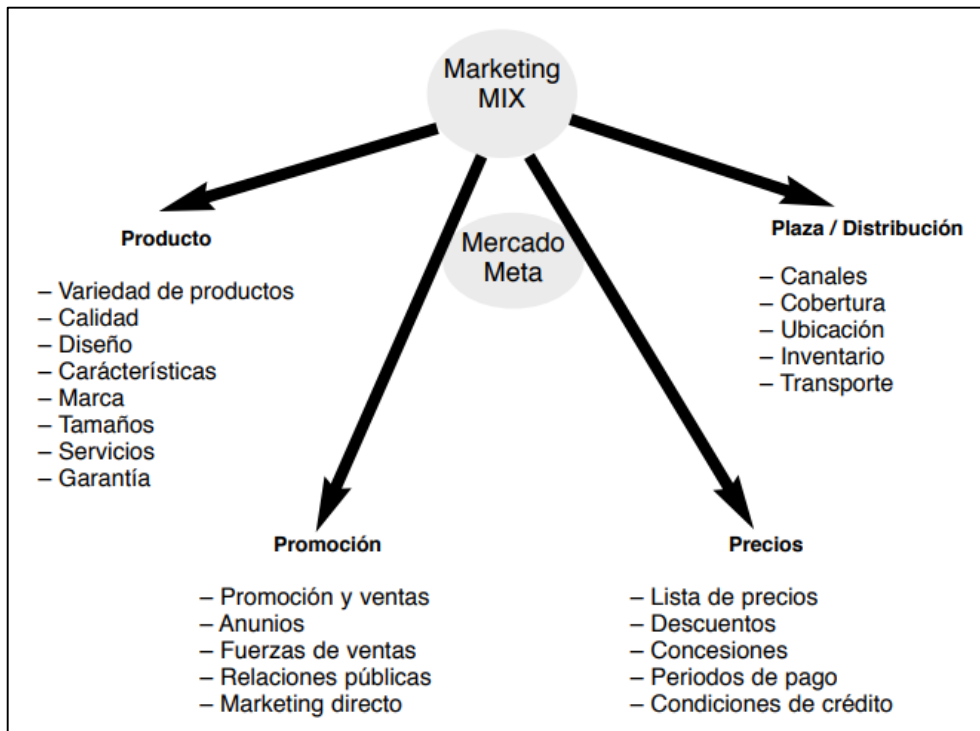 Marketing
MIX
Mercado
Meta
Producto
– Variedad de productos
– Calidad
– Diseño
– Carácterísticas
– Marca
– Tamaños
– Servicios
– Garantía
Plaza / Distribución
– Canales
– Cobertura
– Ubicación
– Inventario
– Transporte
Promoción
– Promoción y ventas
– Anunios
– Fuerzas de ventas
– Relaciones públicas
– Marketing directo
Precios
– Lista de precios
– Descuentos
– Concesiones
– Periodos de pago
– Condiciones de crédito